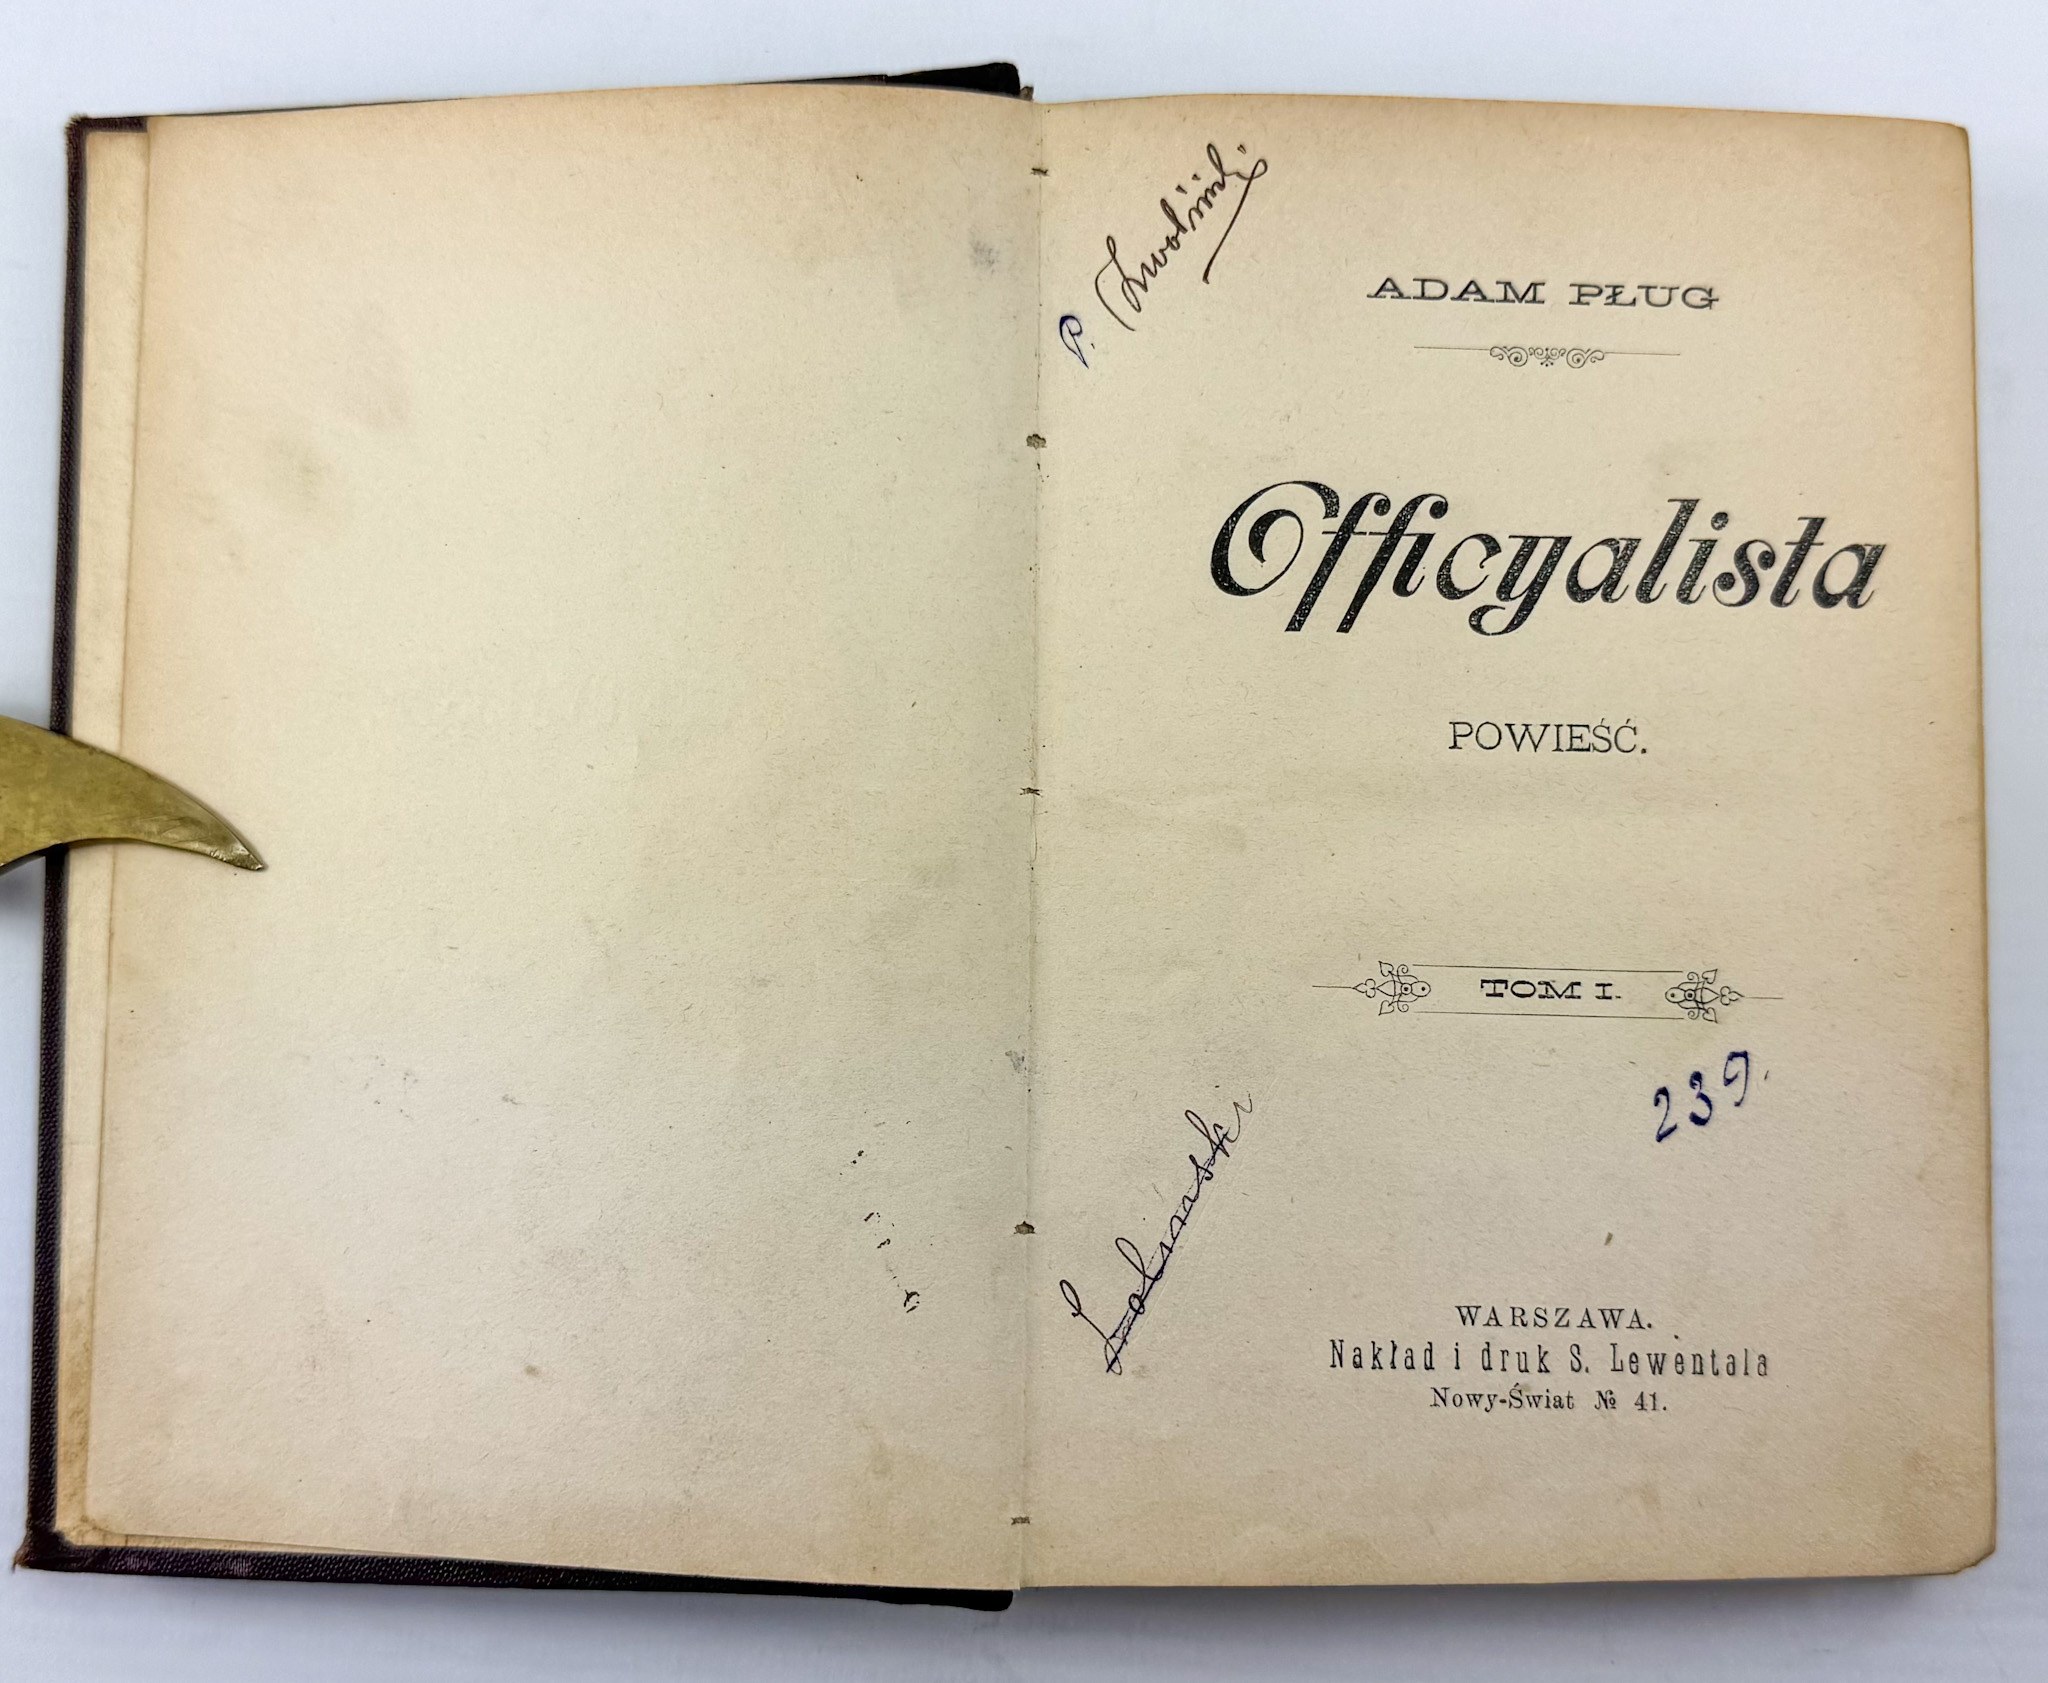 P.
ADAM PŁUG
Officyalista
POWIEŚĆ.
TOM I.
239.
WARSZAWA.
Nakład i druk S. Lewentala
Nowy-Świat № 41.